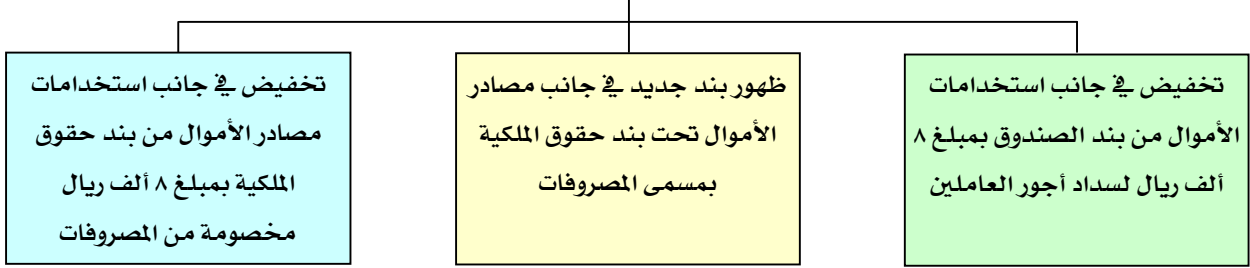 تخفيض في جانب استخدامات
الأموال من بند الصندوق بمبلغ ٨
ألف ريال لسداد أجور العاملين
ظهور بند جديد في جانب مصادر
الأموال تحت بند حقوق الملكية
بمسمى المصروفات
تخفيض في جانب استخدامات
مصادر الأموال من بند حقوق
الملكية بمبلغ ٨ ألف ريال
مخصومة من المصروفات